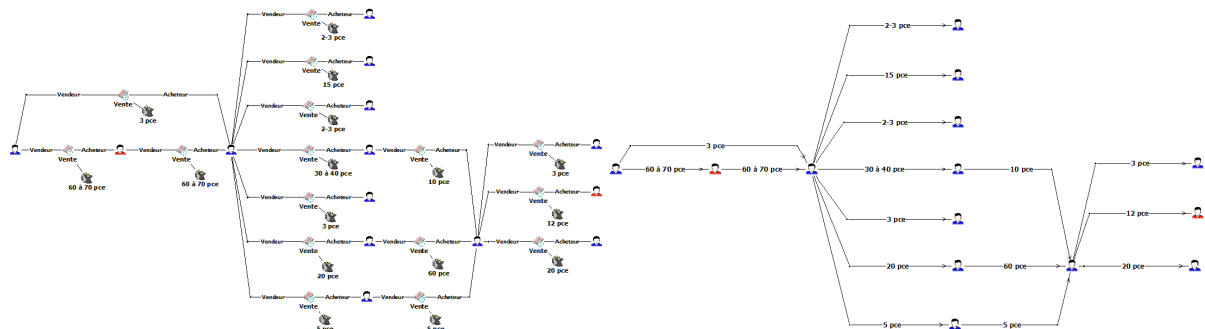 Vendeur Acheteur
Vente
2-3 pce
2-3 pce
Vendeur Acheteur
Vente
15 pce
15 pce
Vendeur Acheteur
Vente
3 pce
Vendeur Acheteur
Vente
2-3 pce
2-3 pce
Vendeur Acheteur Vendeur Acheteur Vendeur Acheteur Vendeur Acheteur
Vente Vente Vente Vente
60 à 70 pce 60 à 70 pce 30 à 40 pce 10 pce
Vendeur Acheteur
Vente
3 pce
3 pce
60 à 70 pce 60 à 70 pce 30 à 40 pce 10 pce
3 pce
Vendeur Acheteur
Vente
3 pce
Vendeur Acheteur
Vente
12 pce
3 pce
12 pce
Vendeur Acheteur Vendeur Acheteur Vendeur Acheteur
Vente Vente Vente
20 pce 60 pce 20 pce
20 pce 60 pce 20 pce
Vendeur Acheteur Vendeur Acheteur
Vente Vente
5 pce 5 pce
5 pce 5 pce